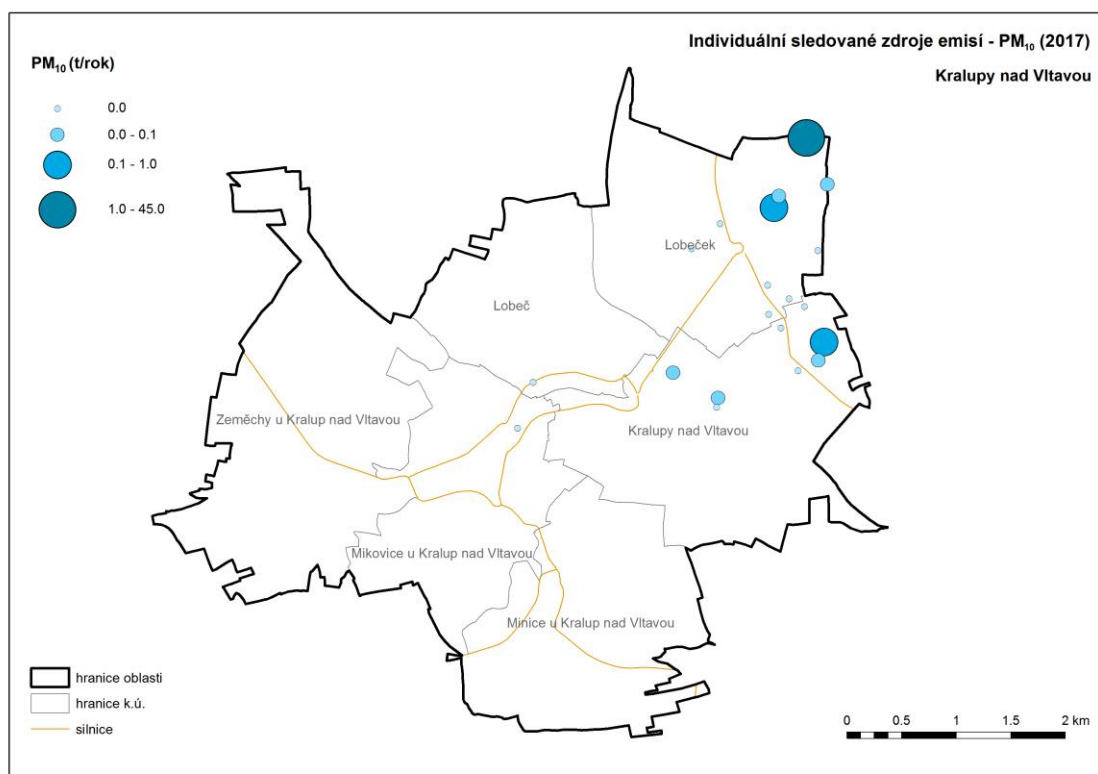 Individuální sledované zdroje emisí - PM₁₀ (2017)
Kralupy nad Vltavou
PM₁₀ (t/rok)
0.0
0.0 - 0.1
0.1 - 1.0
1.0 - 45.0
Lobeček
Lobeč
Zeměchy u Kralup nad Vltavou
Kralupy nad Vltavou
Mikovice u Kralup nad Vltavou
Minice u Kralup nad Vltavou
hranice oblasti
hranice k.ú.
silnice
0 0.5 1 1.5 2 km